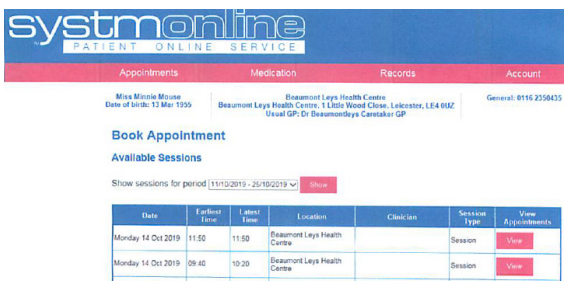 systmonline
PATIENT ONLINE SERVICE
Appointments Medication Records Account
Miss Minnie Mouse
Date of birth: 13 Mar 1955
Beaumont Leys Health Centre
Beaumont Leys Health Centre, 1 Little Wood Close, Leicester, LE4 0UZ
Usual GP: Dr Beaumontleys Caretaker GP
General: 0116 2350435
Book Appointment
Available Sessions
Show sessions for period 11/10/2019 - 25/10/2019 Show
Date Earliest Time Latest Time Location Clinician Session Type View Appointments
Monday 14 Oct 2019 11:50 11:50 Beaumont Leys Health Centre Session View
Monday 14 Oct 2019 09:40 10:20 Beaumont Leys Health Centre Session View